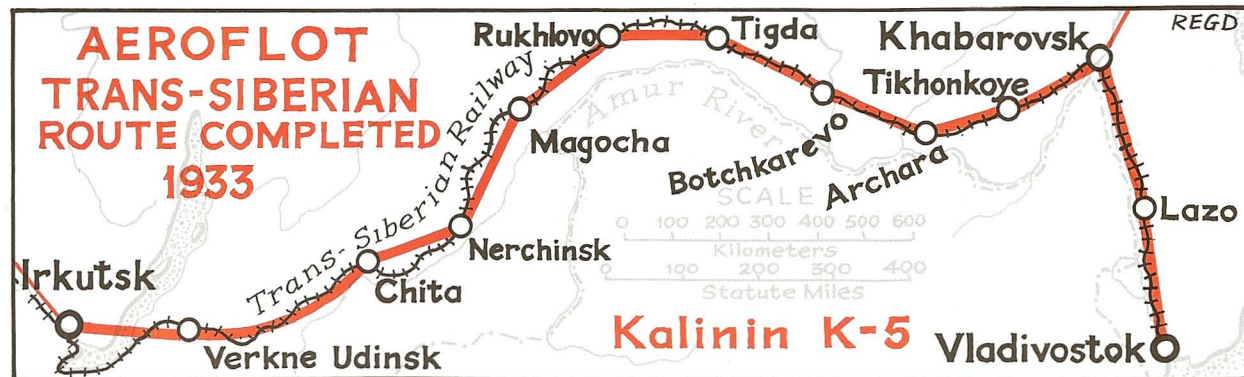 AEROFLOT
TRANS-SIBERIAN
ROUTE COMPLETED
1933
REGD
Rukhlovo
Tigda
Khabarovsk
Tikhonkoye
Trans-Siberian Railway
Amur River
Magocha
Botchkarevo
Archara
SCALE
0 100 200 300 400 500 600
Kilometers
0 100 200 300 400
Statute Miles
Lazo
Nerchinsk
Irkutsk
Chita
Verkne Udinsk
Kalinin K-5
Vladivostok